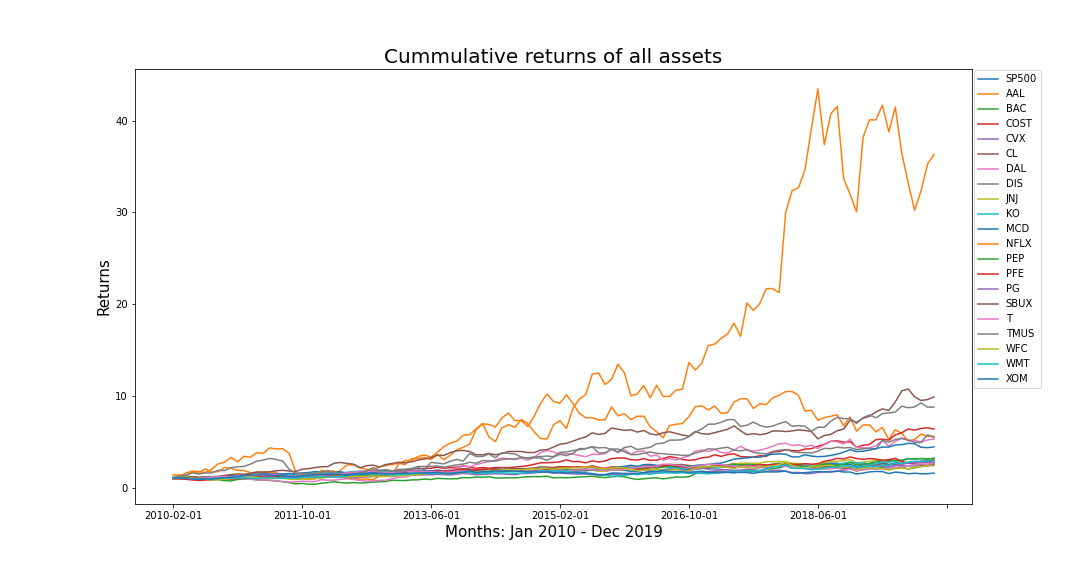 Cummulative returns of all assets
SP500
AAL
BAC
COST
CVX
CL
DAL
DIS
JNJ
KO
MCD
NFLX
PEP
PFE
PG
SBUX
T
TMUS
WFC
WMT
XOM
Returns
40
30
20
10
0
2010-02-01 2011-10-01 2013-06-01 2015-02-01 2016-10-01 2018-06-01
Months: Jan 2010 - Dec 2019